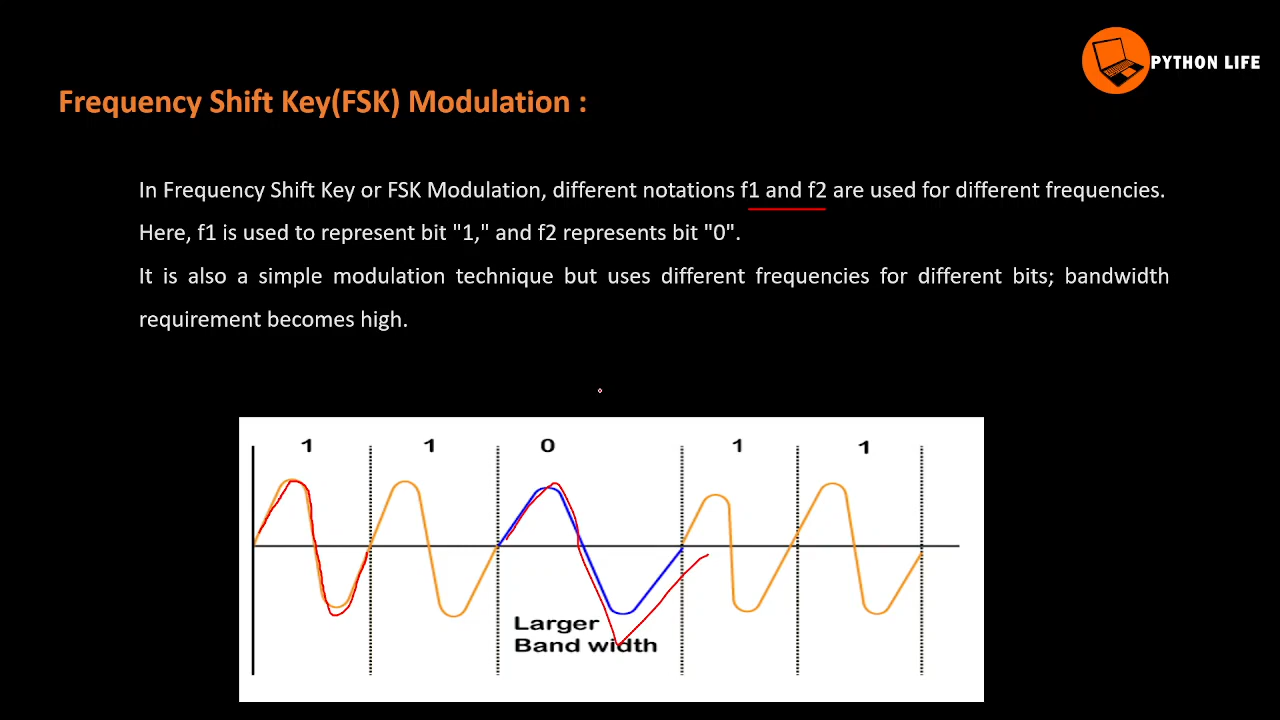 PYTHON LIFE
Frequency Shift Key(FSK) Modulation :
In Frequency Shift Key or FSK Modulation, different notations f1 and f2 are used for different frequencies.
Here, f1 is used to represent bit "1," and f2 represents bit "0".
It is also a simple modulation technique but uses different frequencies for different bits; bandwidth
requirement becomes high.
1 1 0 1 1
Larger
Band width